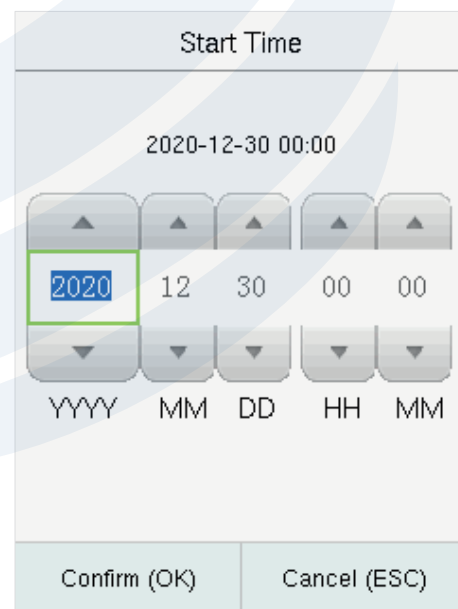 Start Time
2020-12-30 00:00
2020 12 30 00 00
YYYY MM DD HH MM
Confirm (OK) Cancel (ESC)